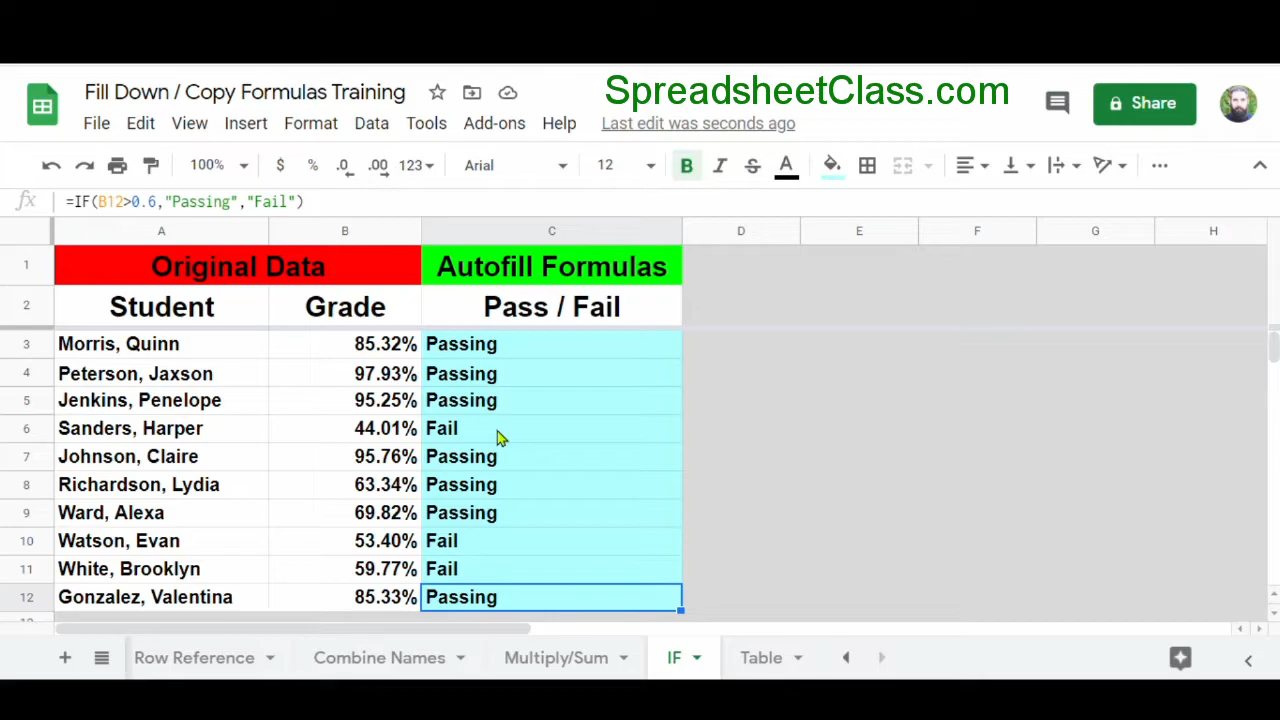 SpreadsheetClass.com
Fill Down / Copy Formulas Training
Share
File Edit View Insert Format Data Tools Add-ons Help Last edit was seconds ago
100% $ % .0 .00 123 Arial 12 B I S A
fx =IF(B12>0.6,"Passing","Fail")
A B C D E F G H
1 Original Data Autofill Formulas
2 Student Grade Pass / Fail
3 Morris, Quinn 85.32% Passing
4 Peterson, Jaxson 97.93% Passing
5 Jenkins, Penelope 95.25% Passing
6 Sanders, Harper 44.01% Fail
7 Johnson, Claire 95.76% Passing
8 Richardson, Lydia 63.34% Passing
9 Ward, Alexa 69.82% Passing
10 Watson, Evan 53.40% Fail
11 White, Brooklyn 59.77% Fail
12 Gonzalez, Valentina 85.33% Passing
Row Reference Combine Names Multiply/Sum IF Table